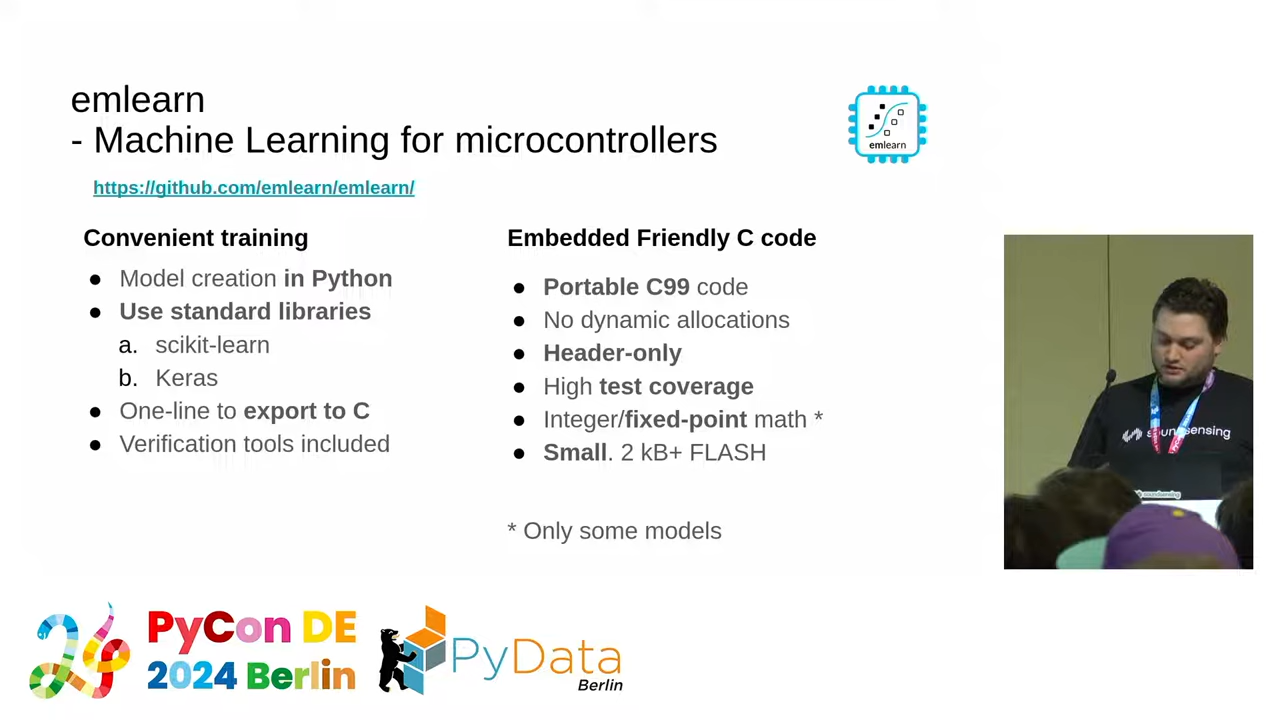 emlearn
- Machine Learning for microcontrollers
emlearn
https://github.com/emlearn/emlearn/
Convenient training
● Model creation in Python
● Use standard libraries
a. scikit-learn
b. Keras
● One-line to export to C
● Verification tools included
Embedded Friendly C code
● Portable C99 code
● No dynamic allocations
● Header-only
● High test coverage
● Integer/fixed-point math *
● Small. 2 kB+ FLASH
* Only some models
soundsensing
soundsensing
PyCon DE
2024 Berlin
PyData
Berlin